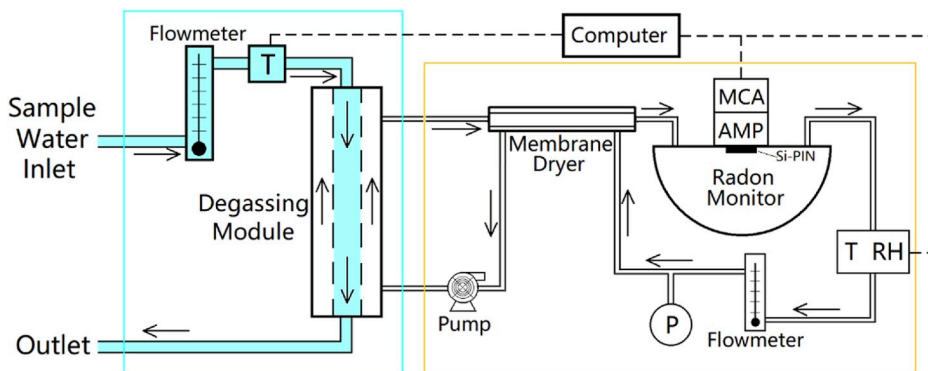 Flowmeter
T
Computer
Sample
Water
Inlet
MCA
AMP
Membrane
Dryer
Si-PIN
Radon
Monitor
Degassing
Module
T RH
Pump
P
Flowmeter
Outlet